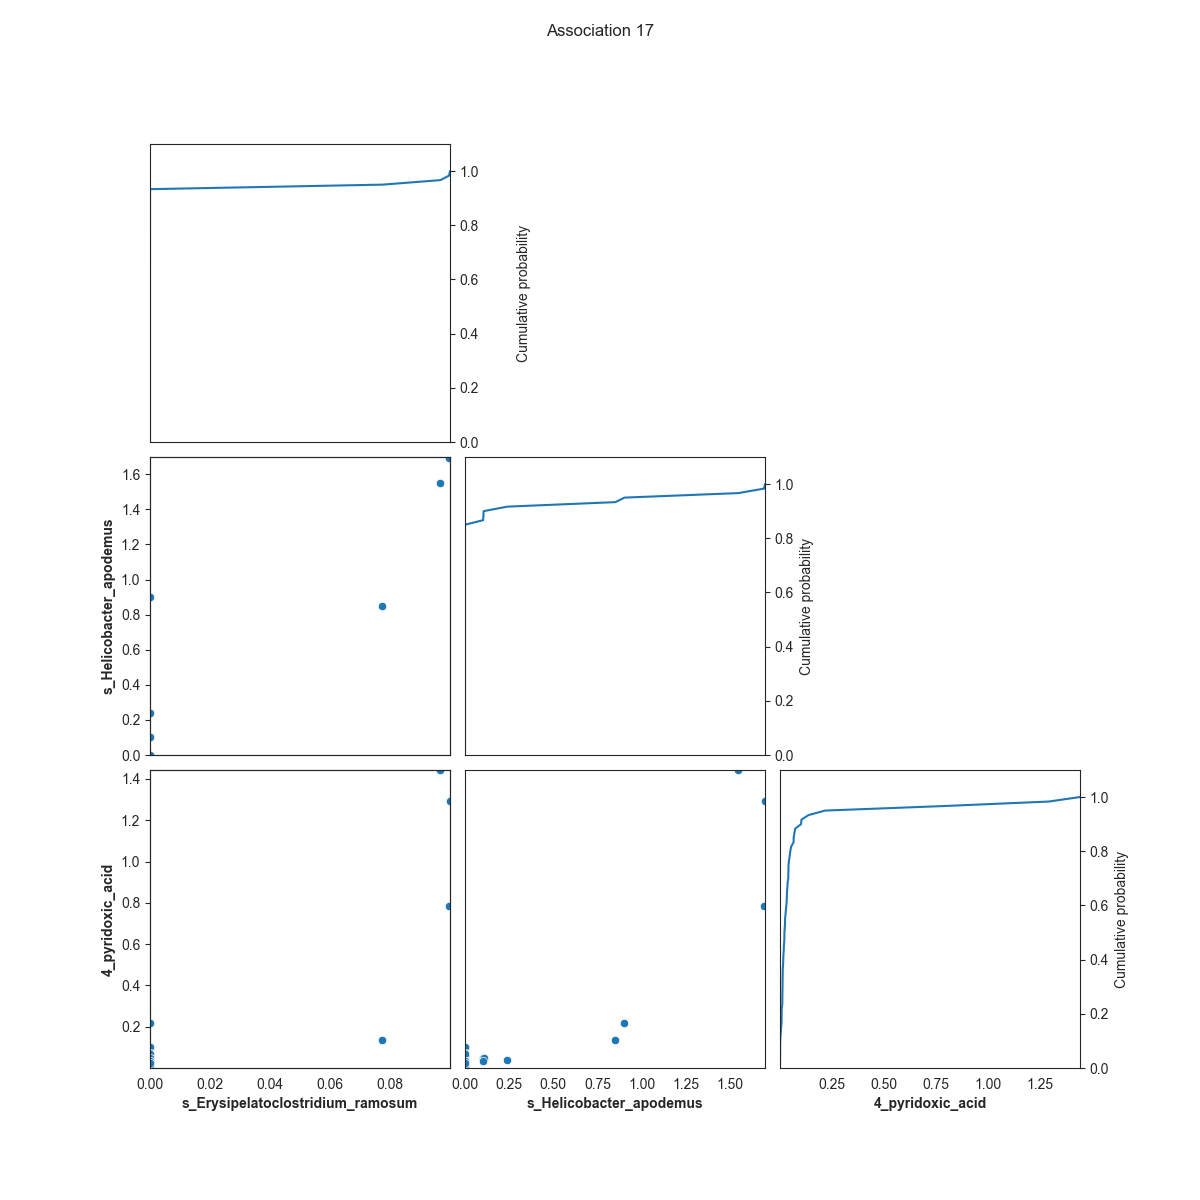 Association 17
1.0
0.8
0.6
0.4
0.2
0.0
Cumulative probability
1.6
1.4
1.2
1.0
0.8
0.6
0.4
0.2
0.0
s_Helicobacter_apodemus
1.0
0.8
0.6
0.4
0.2
0.0
Cumulative probability
1.4
1.2
1.0
0.8
0.6
0.4
0.2
4_pyridoxic_acid
0.00 0.02 0.04 0.06 0.08
s_Erysipelatoclostridium_ramosum
0.00 0.25 0.50 0.75 1.00 1.25 1.50
s_Helicobacter_apodemus
1.0
0.8
0.6
0.4
0.2
0.0
Cumulative probability
0.25 0.50 0.75 1.00 1.25
4_pyridoxic_acid